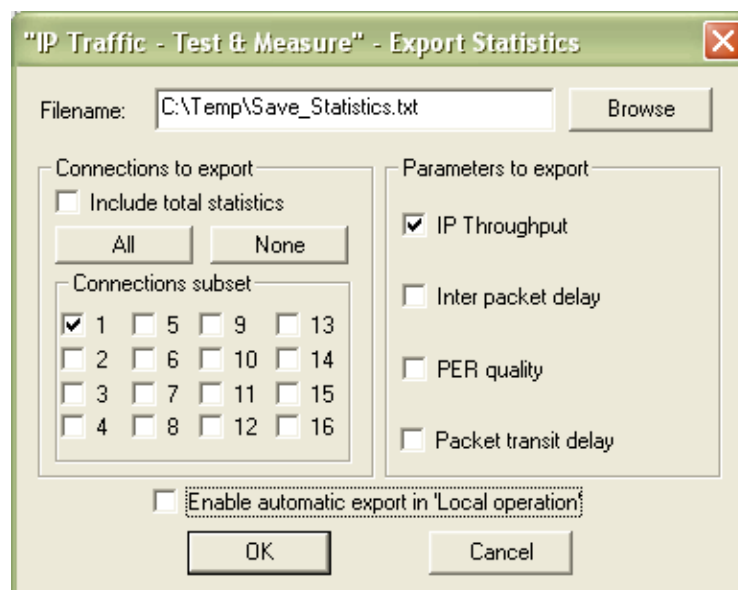 "IP Traffic - Test & Measure" - Export Statistics
Filename: C:\Temp\Save_Statistics.txt Browse
Connections to export
Include total statistics
All None
Connections subset
1 5 9 13
2 6 10 14
3 7 11 15
4 8 12 16
Parameters to export
IP Throughput
Inter packet delay
PER quality
Packet transit delay
Enable automatic export in 'Local operation'
OK Cancel